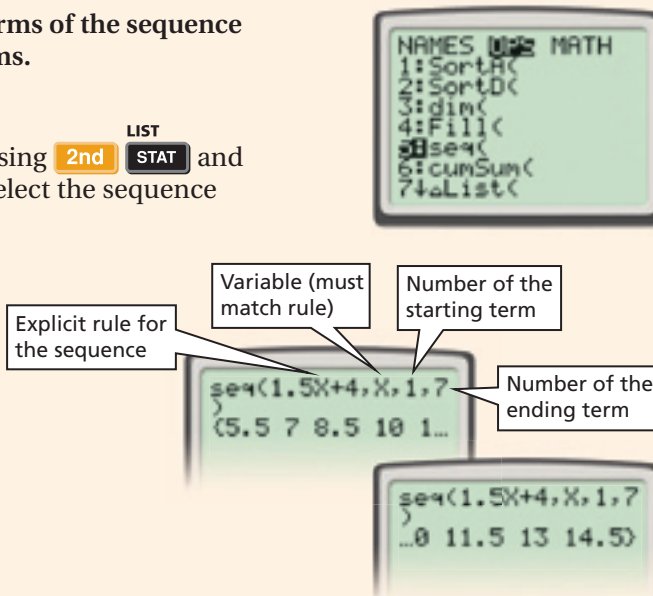 rms of the sequence
ns.
LIST
sing 2nd STAT and
elect the sequence
NAMES OPS MATH
1:SortA(
2:SortD(
3:dim(
4:Fill(
5:seq(
6:cumSum(
7↓ΔList(
Variable (must
match rule)
Number of the
starting term
Explicit rule for
the sequence
Number of the
ending term
seq(1.5X+4,X,1,7
)
{5.5 7 8.5 10 1…
seq(1.5X+4,X,1,7
)
…0 11.5 13 14.5}